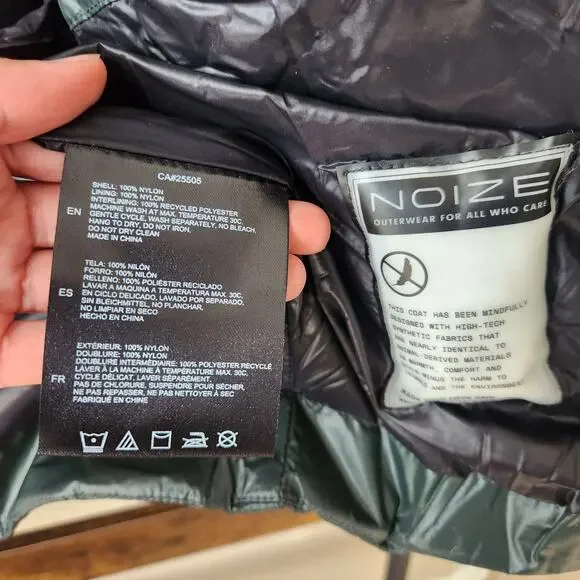 CA#25505
EN
SHELL: 100% NYLON
LINING: 100% NYLON
INTERLINING: 100% RECYCLED POLYESTER
MACHINE WASH AT MAX. TEMPERATURE 30C,
GENTLE CYCLE, WASH SEPARATELY, NO BLEACH,
HANG TO DRY, DO NOT IRON,
DO NOT DRY CLEAN.
MADE IN CHINA
ES
TELA: 100% NILÓN
FORRO: 100% NILÓN
RELLENO: 100% POLIÉSTER RECICLADO
LAVAR A MAQUINA A TEMPERATURA MAX. 30C,
EN CICLO DELICADO, LAVADO POR SEPARADO,
SIN BLEICHMITTEL, NO PLANCHAR,
NO LIMPIAR EN SECO
HECHO EN CHINA
FR
EXTÉRIEUR: 100% NYLON
DOUBLURE: 100% NYLON
DOUBLURE INTERMÉDIAIRE: 100% POLYESTER RECYCLÉ
LAVER À LA MACHINE À TEMPÉRATURE MAX. 30C,
CYCLE DÉLICAT, LAVER SÉPARÉMENT,
PAS DE CHLORURE, SUSPENDRE POUR SÉCHER,
NE PAS REPASSER, NE PAS NETTOYER A SEC
FABRIQUÉ EN CHINE
NOIZE
OUTERWEAR FOR ALL WHO CARE
THIS COAT HAS BEEN MINDFULLY
DESIGNED WITH HIGH-TECH
SYNTHETIC FABRICS THAT
ARE NEARLY IDENTICAL TO
ANIMAL-DERIVED MATERIALS
IN WARMTH, COMFORT AND
MINUS THE HARM TO
AND THE ENVIRONMENT